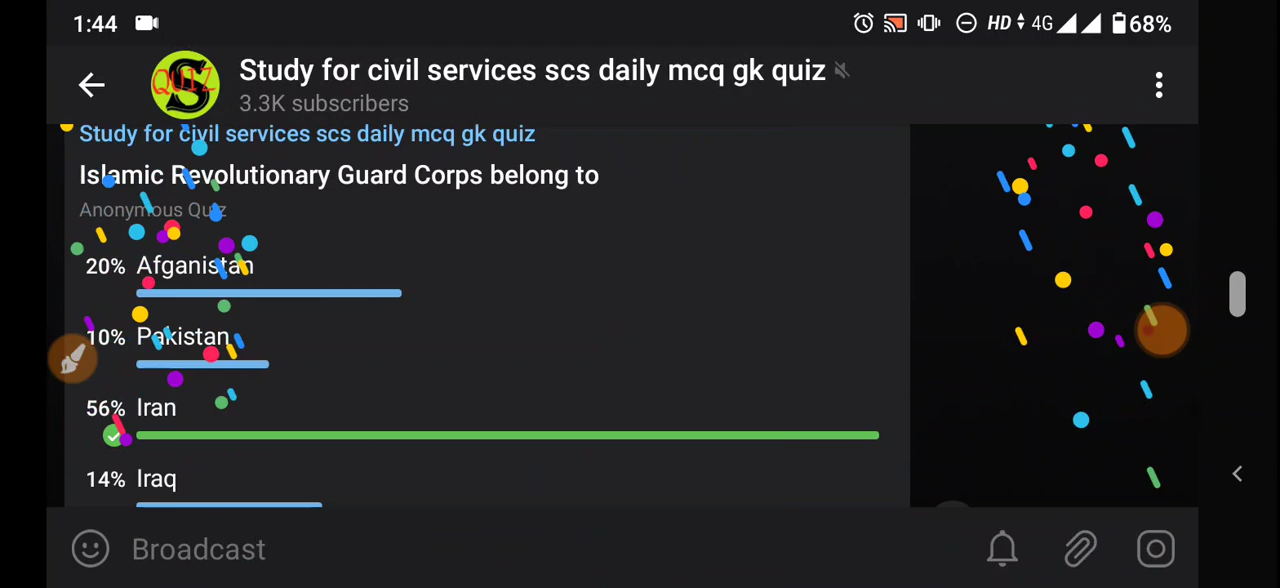 1:44 HD 4G 68%
QUIZ S
Study for civil services scs daily mcq gk quiz
3.3K subscribers
Study for civil services scs daily mcq gk quiz
Islamic Revolutionary Guard Corps belong to
Anonymous Quiz
20% Afganistan
10% Pakistan
56% Iran
14% Iraq
Broadcast